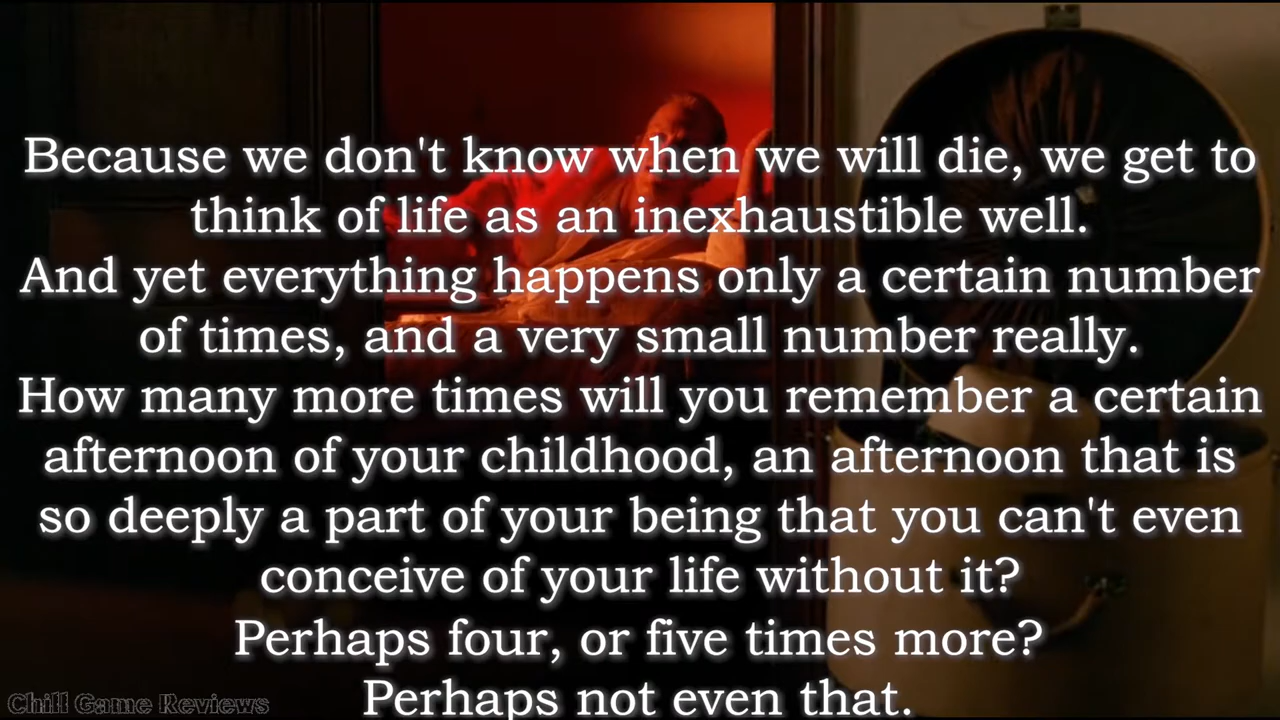 Because we don't know when we will die, we get to
think of life as an inexhaustible well.
And yet everything happens only a certain number
of times, and a very small number really.
How many more times will you remember a certain
afternoon of your childhood, an afternoon that is
so deeply a part of your being that you can't even
conceive of your life without it?
Perhaps four, or five times more?
Perhaps not even that.
Chill Game Reviews